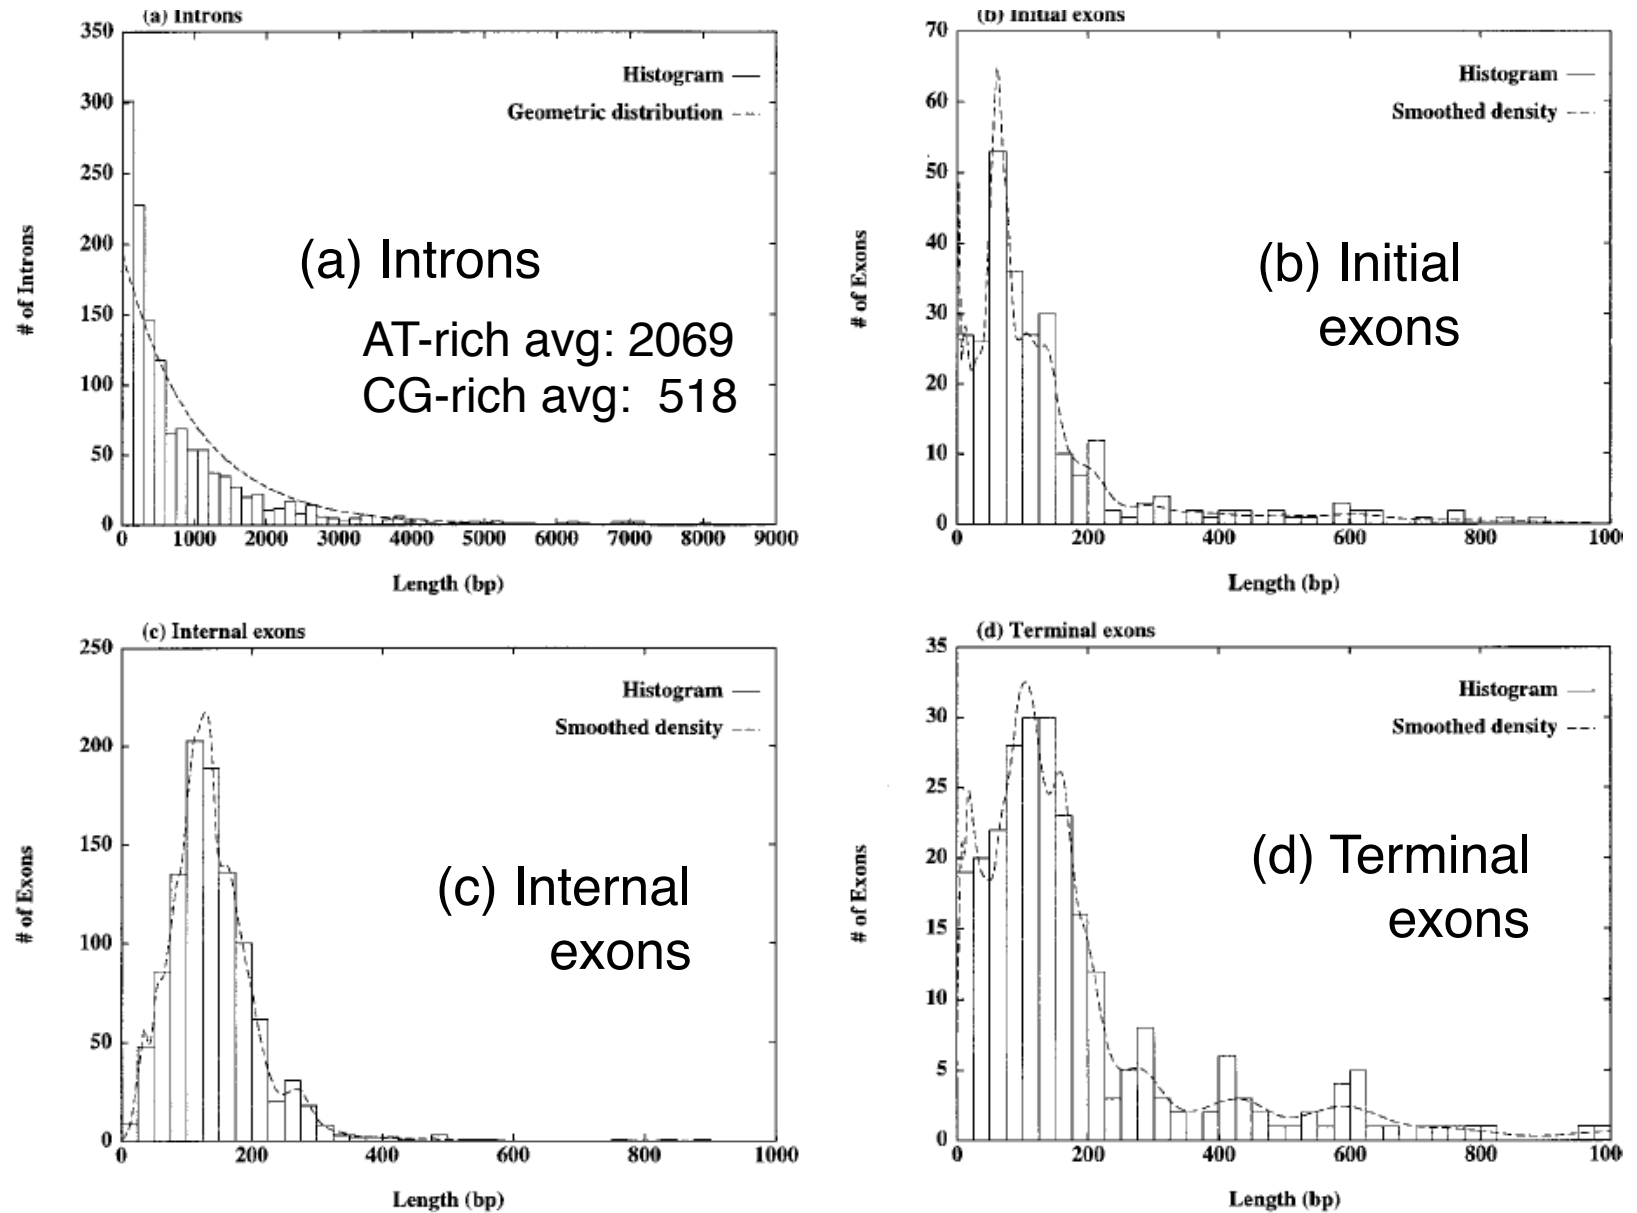 (a) Introns
350
300
250
200
150
100
50
0
# of Introns
Histogram
Geometric distribution
(a) Introns
AT-rich avg: 2069
CG-rich avg: 518
0 1000 2000 3000 4000 5000 6000 7000 8000 9000
Length (bp)
(b) Initial exons
70
60
50
40
30
20
10
0
# of Exons
Histogram
Smoothed density
(b) Initial
exons
0 200 400 600 800 100
Length (bp)
(c) Internal exons
250
200
150
100
50
0
# of Exons
Histogram
Smoothed density
(c) Internal
exons
0 200 400 600 800 1000
Length (bp)
(d) Terminal exons
35
30
25
20
15
10
5
0
# of Exons
Histogram
Smoothed density
(d) Terminal
exons
0 200 400 600 800 100
Length (bp)